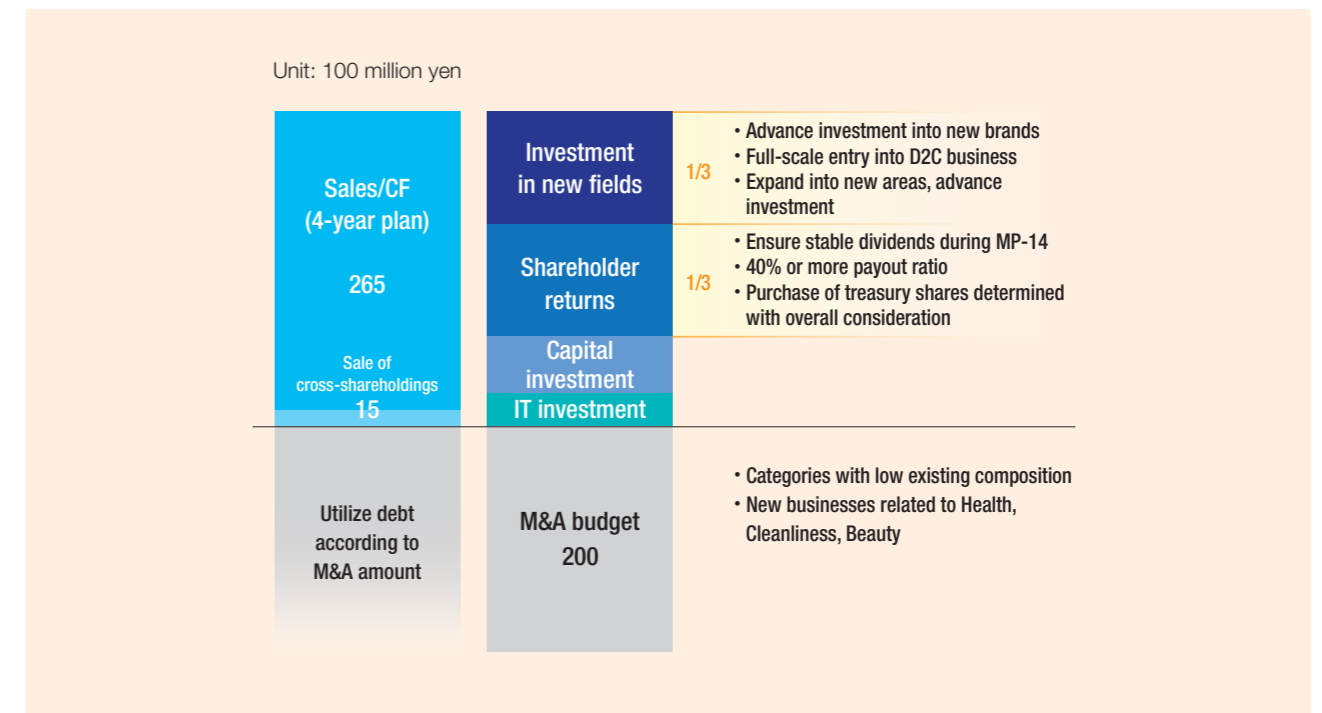 Unit: 100 million yen
Sales/CF
(4-year plan)
265
Sale of
cross-shareholdings
15
Investment
in new fields
1/3
• Advance investment into new brands
• Full-scale entry into D2C business
• Expand into new areas, advance
investment
Shareholder
returns
1/3
• Ensure stable dividends during MP-14
• 40% or more payout ratio
• Purchase of treasury shares determined
with overall consideration
Capital
investment
IT investment
Utilize debt
according to
M&A amount
M&A budget
200
• Categories with low existing composition
• New businesses related to Health,
Cleanliness, Beauty